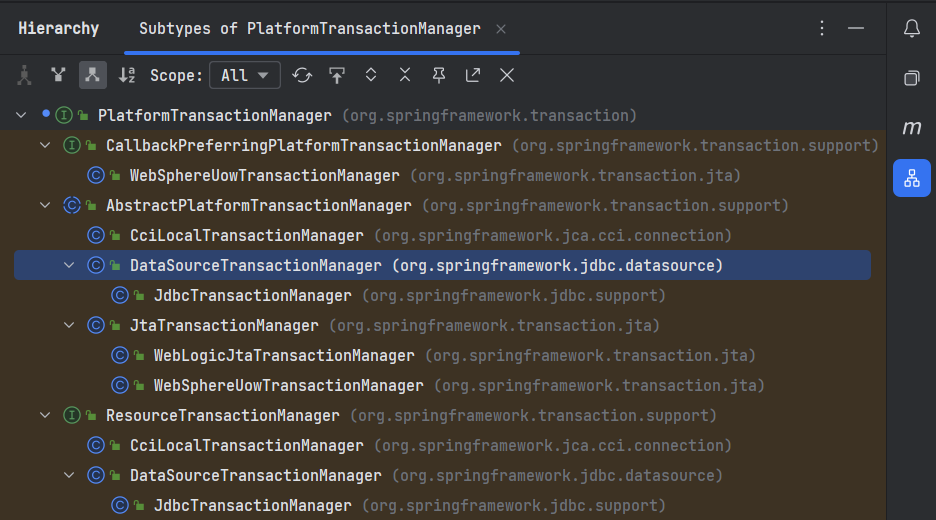 Hierarchy Subtypes of PlatformTransactionManager
Scope: All
PlatformTransactionManager (org.springframework.transaction)
CallbackPreferringPlatformTransactionManager (org.springframework.transaction.support)
WebSphereUowTransactionManager (org.springframework.transaction.jta)
AbstractPlatformTransactionManager (org.springframework.transaction.support)
CciLocalTransactionManager (org.springframework.jca.cci.connection)
DataSourceTransactionManager (org.springframework.jdbc.datasource)
JdbcTransactionManager (org.springframework.jdbc.support)
JtaTransactionManager (org.springframework.transaction.jta)
WebLogicJtaTransactionManager (org.springframework.transaction.jta)
WebSphereUowTransactionManager (org.springframework.transaction.jta)
ResourceTransactionManager (org.springframework.transaction.support)
CciLocalTransactionManager (org.springframework.jca.cci.connection)
DataSourceTransactionManager (org.springframework.jdbc.datasource)
JdbcTransactionManager (org.springframework.jdbc.support)